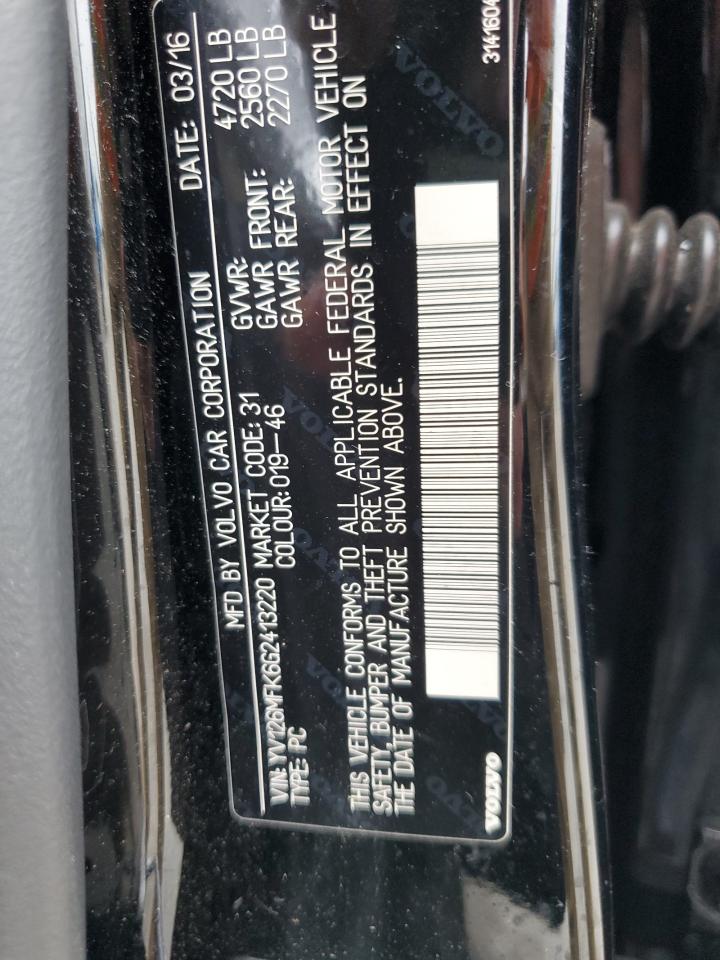 MFD BY VOLVO CAR CORPORATION DATE: 03/16
VIN: YV126MFK6G2413220 MARKET CODE: 31 GVWR: 4720 LB
TYPE: PC COLOUR: 019-46 GAWR FRONT: 2560 LB
GAWR REAR: 2270 LB
THIS VEHICLE CONFORMS TO ALL APPLICABLE FEDERAL MOTOR VEHICLE
SAFETY, BUMPER AND THEFT PREVENTION STANDARDS IN EFFECT ON
THE DATE OF MANUFACTURE SHOWN ABOVE.
VOLVO